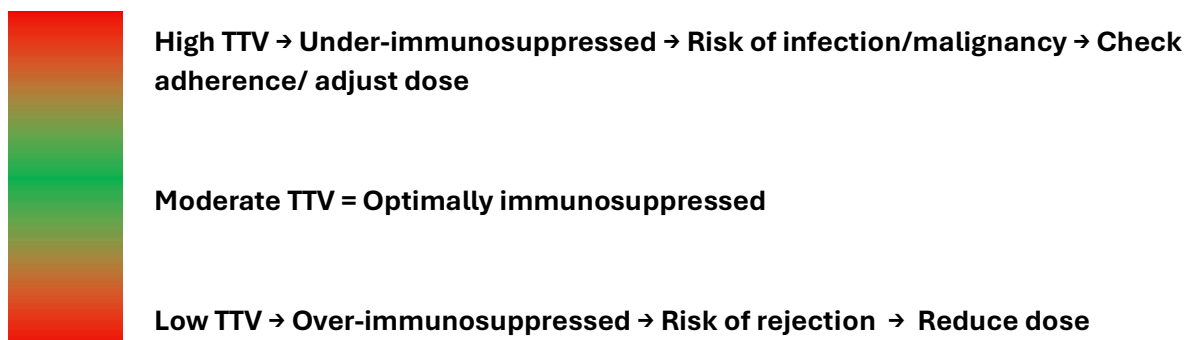 High TTV → Under-immunosuppressed → Risk of infection/malignancy → Check
adherence/ adjust dose
Moderate TTV = Optimally immunosuppressed
Low TTV → Over-immunosuppressed → Risk of rejection → Reduce dose